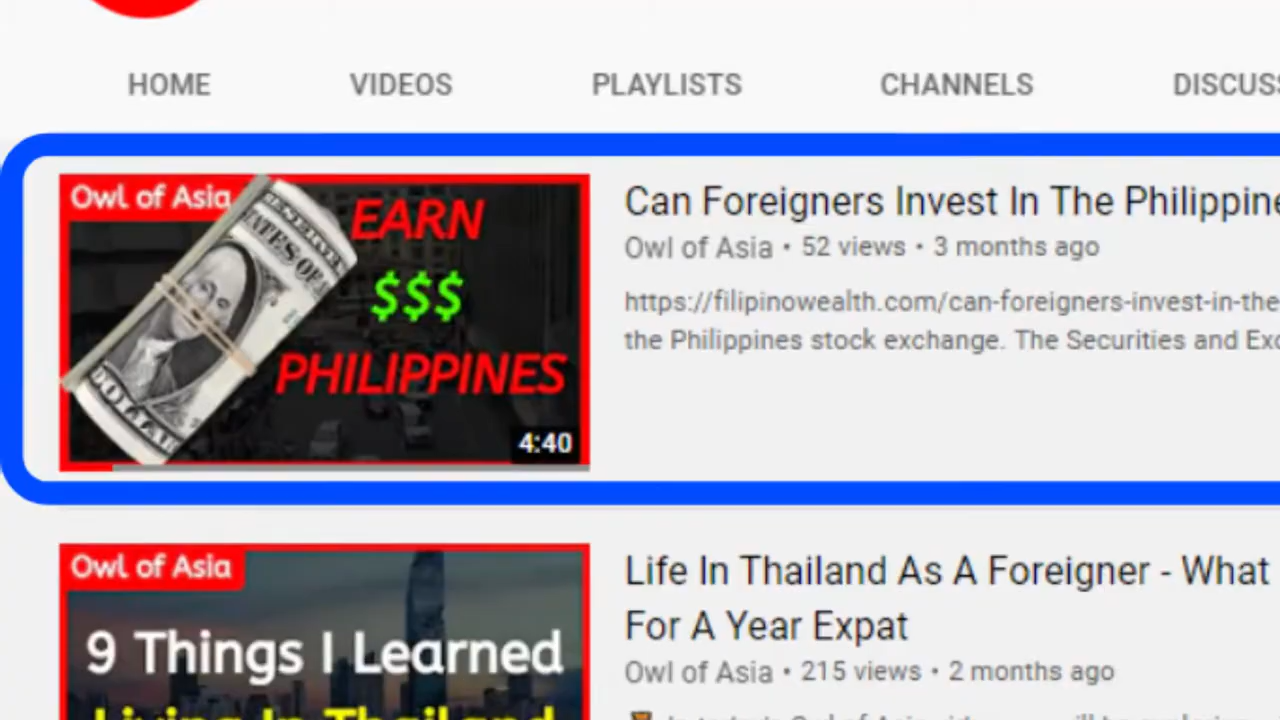 HOME VIDEOS PLAYLISTS CHANNELS DISCUSS
Owl of Asia
EARN
$$$
PHILIPPINES
4:40
Can Foreigners Invest In The Philippine
Owl of Asia • 52 views • 3 months ago
https://filipinowealth.com/can-foreigners-invest-in-the
the Philippines stock exchange. The Securities and Exc
Owl of Asia
9 Things I Learned
Living In Thailand
Life In Thailand As A Foreigner - What
For A Year Expat
Owl of Asia • 215 views • 2 months ago